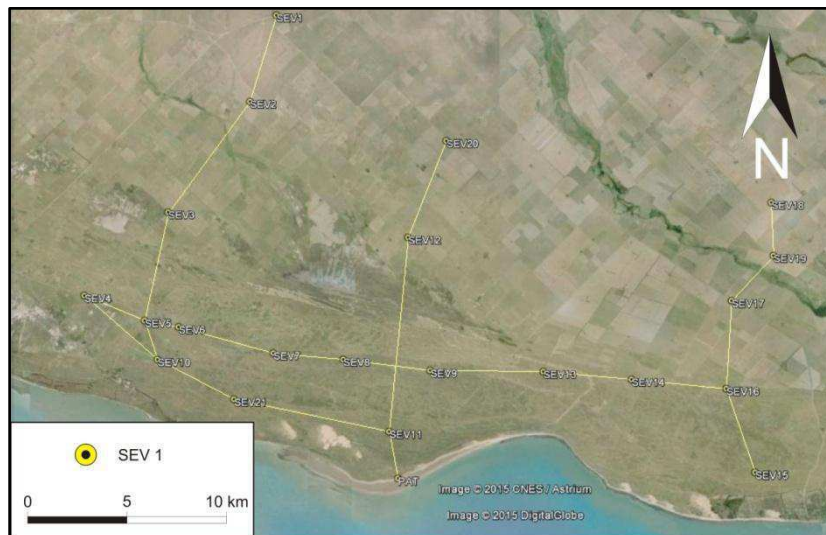 SEV1
SEV2
SEV20
SEV3
SEV18
SEV12
SEV19
SEV4
SEV17
SEV5
SEV6
SEV7
SEV8
SEV10
SEV9
SEV13
SEV14
SEV16
SEV21
SEV11
SEV15
PAT
N
SEV 1
0 5 10 km
Image © 2015 CNES / Astrium
Image © 2015 DigitalGlobe